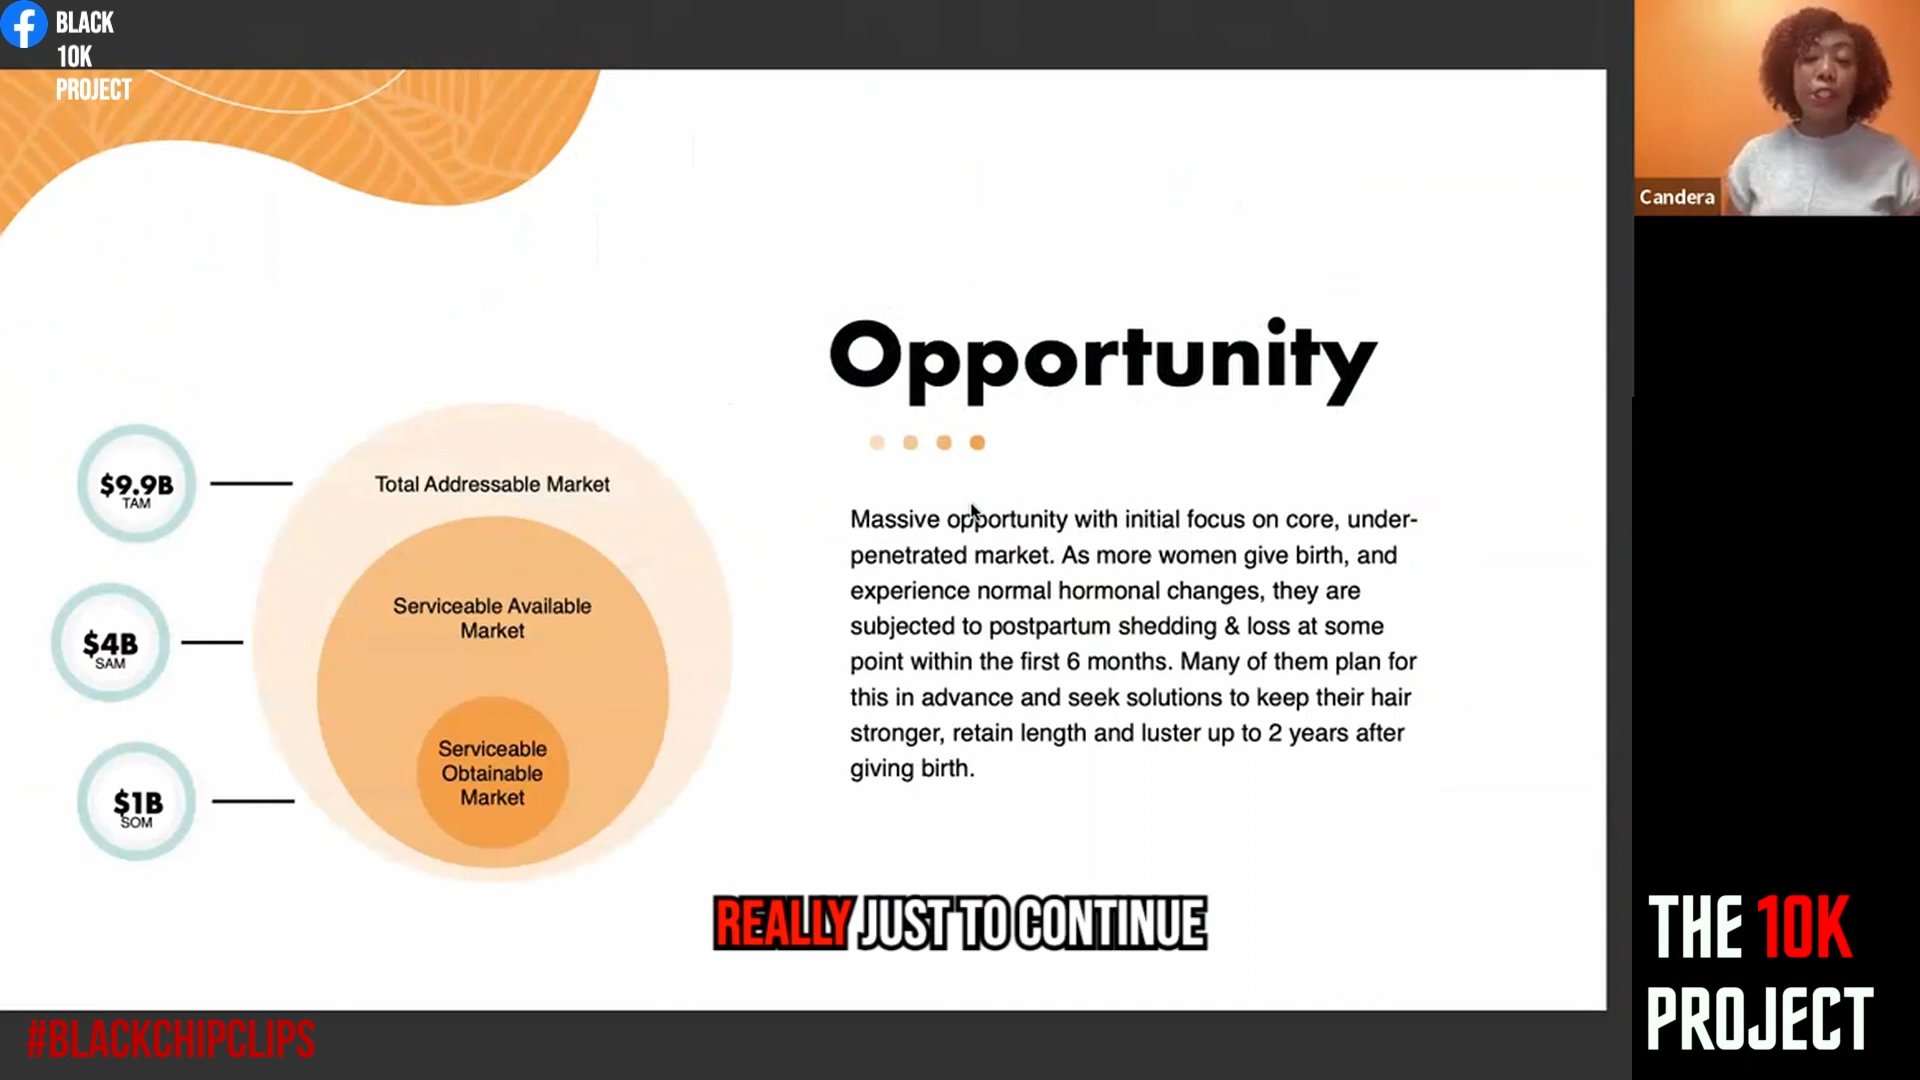 BLACK
10K
PROJECT
Candera
Opportunity
$9.9B
TAM
Total Addressable Market
$4B
SAM
Serviceable Available
Market
$1B
SOM
Serviceable
Obtainable
Market
Massive opportunity with initial focus on core, under-
penetrated market. As more women give birth, and
experience normal hormonal changes, they are
subjected to postpartum shedding & loss at some
point within the first 6 months. Many of them plan for
this in advance and seek solutions to keep their hair
stronger, retain length and luster up to 2 years after
giving birth.
REALLY JUST TO CONTINUE
THE 10K
PROJECT
#BLACKCHIPCLIPS